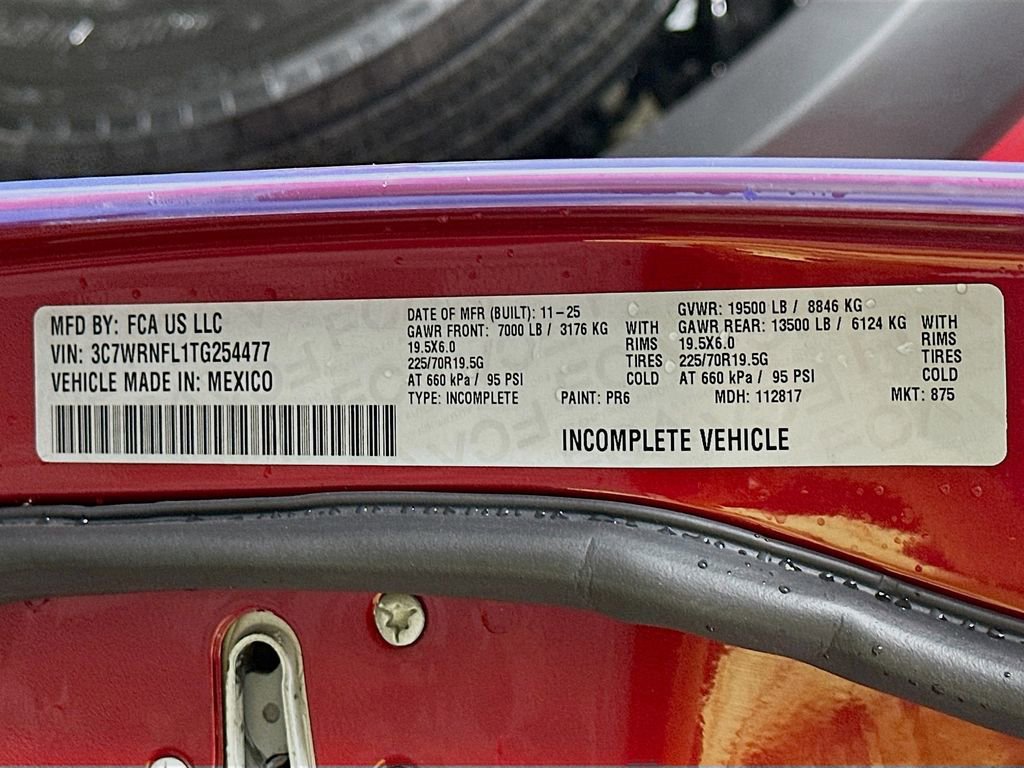 MFD BY: FCA US LLC
VIN: 3C7WRNFL1TG254477
VEHICLE MADE IN: MEXICO
DATE OF MFR (BUILT): 11-25
GAWR FRONT: 7000 LB / 3176 KG WITH
19.5X6.0 RIMS
225/70R19.5G TIRES
AT 660 kPa / 95 PSI COLD
GVWR: 19500 LB / 8846 KG
GAWR REAR: 13500 LB / 6124 KG WITH
19.5X6.0 RIMS
225/70R19.5G TIRES
AT 660 kPa / 95 PSI COLD
TYPE: INCOMPLETE PAINT: PR6 MDH: 112817 MKT: 875
INCOMPLETE VEHICLE